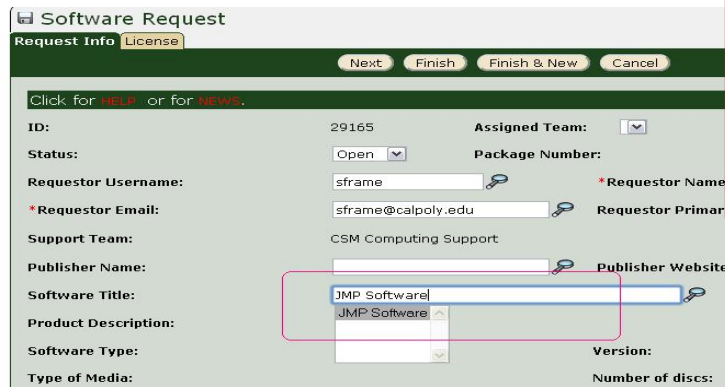 Software Request
Request Info License
Next Finish Finish & New Cancel
Click for HELP or for NEWS.
ID: 29165 Assigned Team:
Status: Open Package Number:
Requestor Username: sframe *Requestor Name
*Requestor Email: sframe@calpoly.edu Requestor Primar
Support Team: CSM Computing Support
Publisher Name: Publisher Website
Software Title: JMP Software
JMP Software
Product Description:
Software Type: Version:
Type of Media: Number of discs: